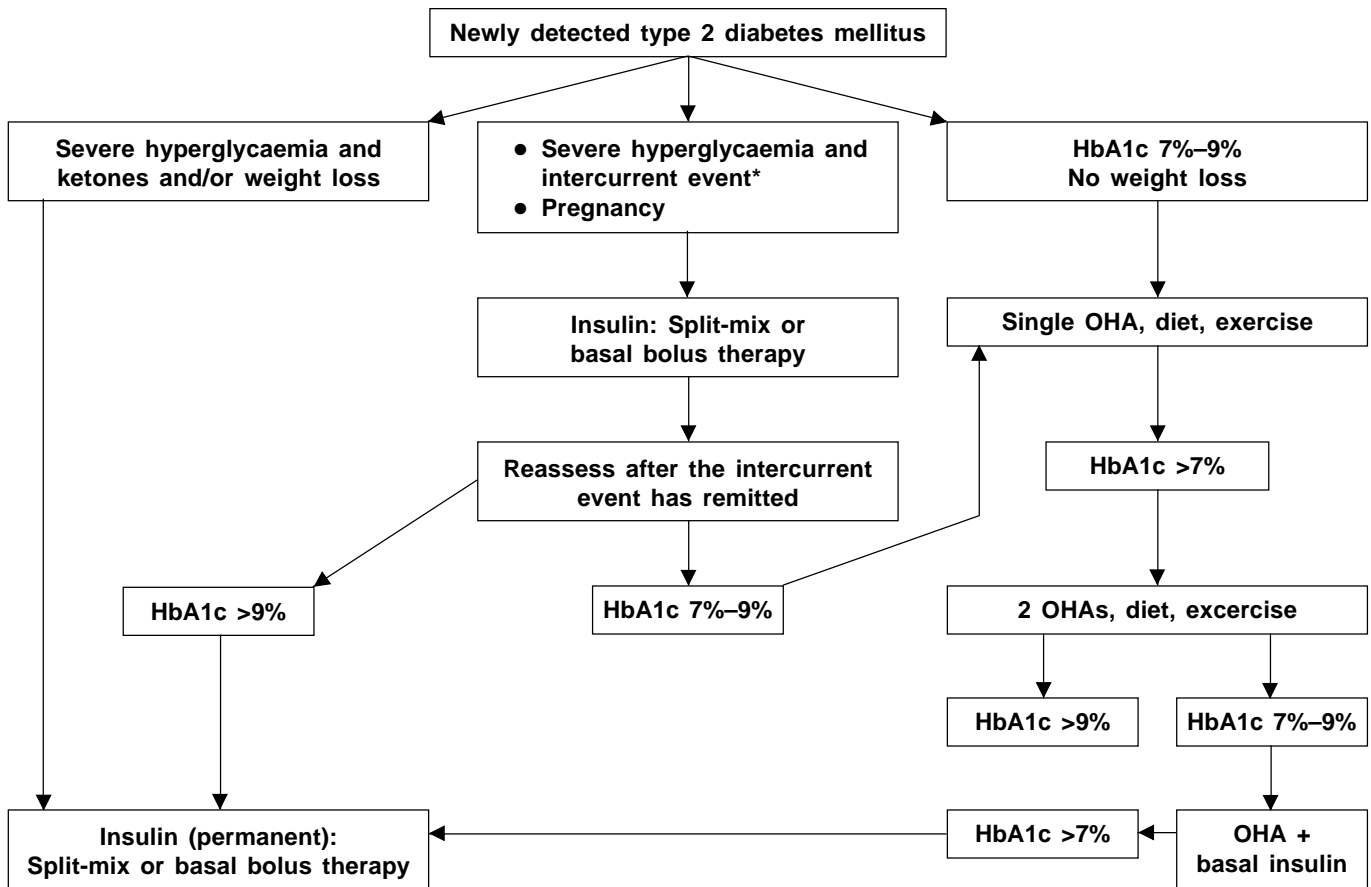 Newly detected type 2 diabetes mellitus
Severe hyperglycaemia and
ketones and/or weight loss
● Severe hyperglycaemia and
intercurrent event*
● Pregnancy
HbA1c 7%–9%
No weight loss
Insulin: Split-mix or
basal bolus therapy
Single OHA, diet, exercise
Reassess after the intercurrent
event has remitted
HbA1c >7%
HbA1c >9%
HbA1c 7%–9%
2 OHAs, diet, excercise
HbA1c >9%
HbA1c 7%–9%
Insulin (permanent):
Split-mix or basal bolus therapy
HbA1c >7%
OHA +
basal insulin